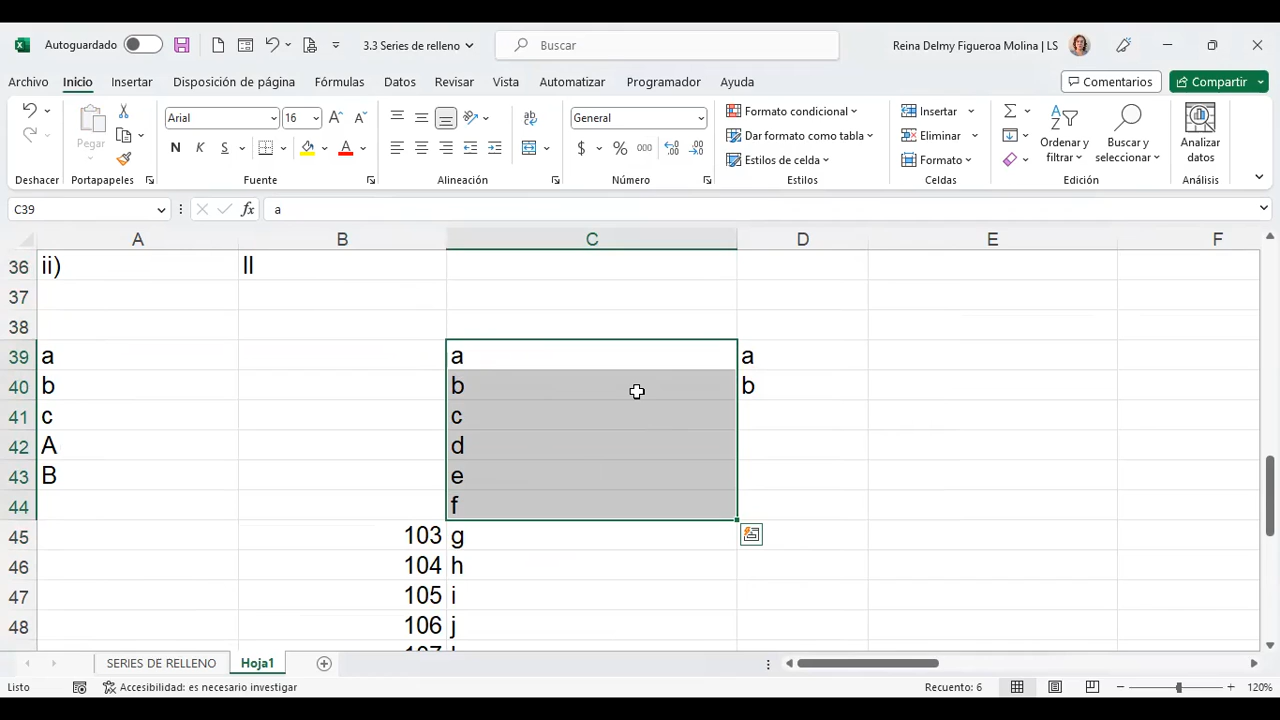 Autoguardado 3.3 Series de relleno Buscar Reina Delmy Figueroa Molina | LS
Archivo Inicio Insertar Disposición de página Fórmulas Datos Revisar Vista Automatizar Programador Ayuda Comentarios Compartir
Pegar Arial 16 General Formato condicional Insertar
N K S $ % 000 Dar formato como tabla Eliminar Ordenar y filtrar Buscar y seleccionar Analizar datos
Estilos de celda Formato
Deshacer Portapapeles Fuente Alineación Número Estilos Celdas Edición Análisis
C39 fx a
A B C D E F
36 ii) II
37
38
39 a a a
40 b b b
41 c c
42 A d
43 B e
44 f
45 103 g
46 104 h
47 105 i
48 106 j
SERIES DE RELLENO Hoja1
Listo Accesibilidad: es necesario investigar Recuento: 6 120%